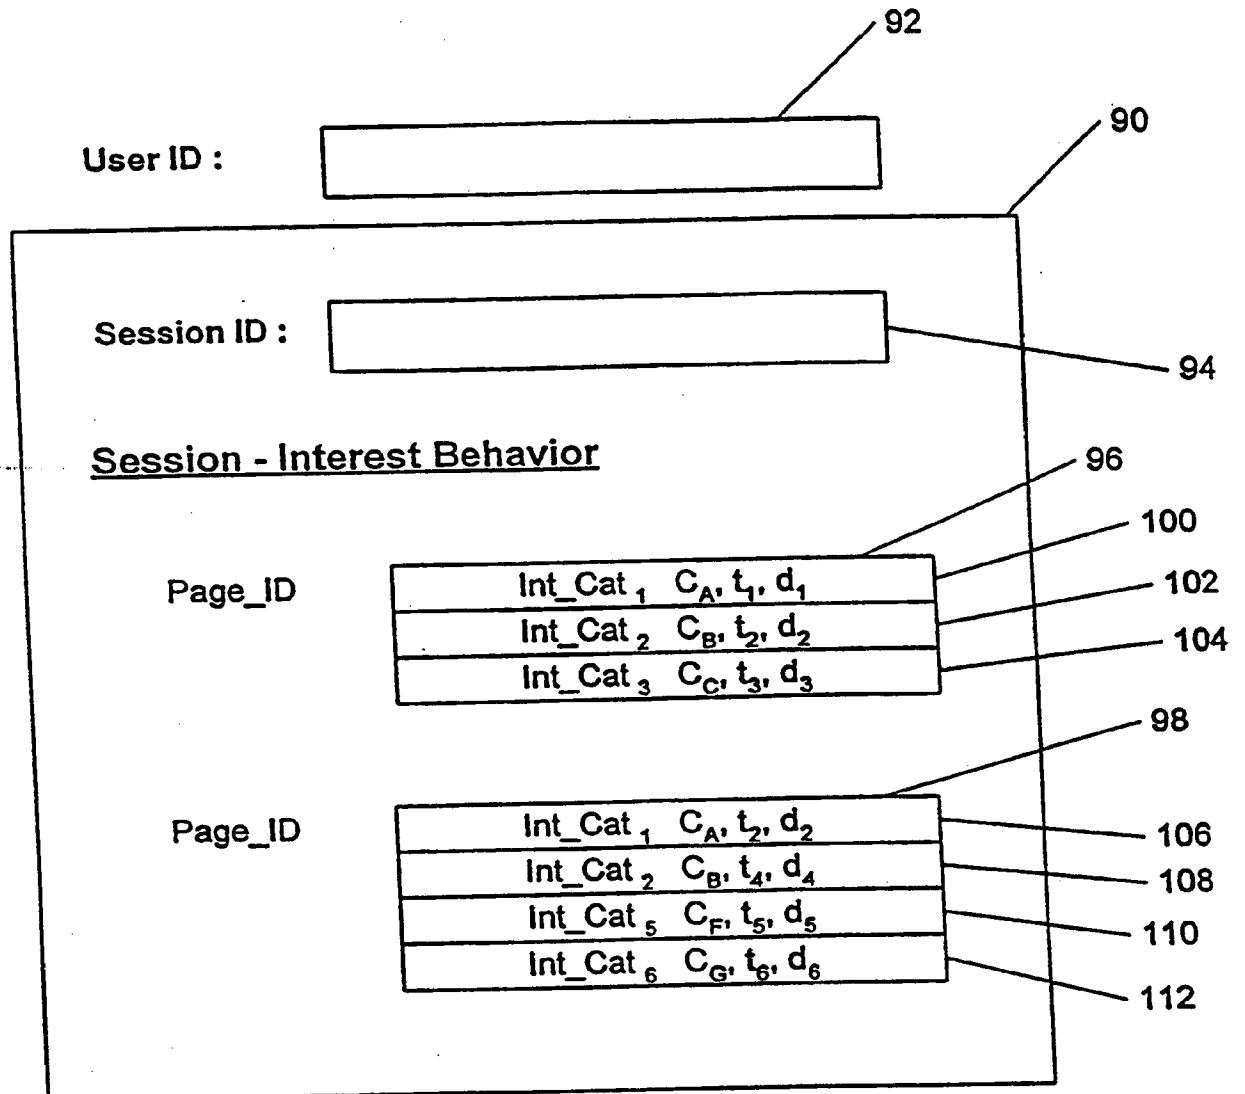 92
90
User ID :
Session ID :
94
Session - Interest Behavior
96
100
Page_ID
Int_Cat 1 CA, t1, d1
102
Int_Cat 2 CB, t2, d2
104
Int_Cat 3 CC, t3, d3
98
Page_ID
Int_Cat 1 CA, t2, d2
106
Int_Cat 2 CB, t4, d4
108
Int_Cat 5 CF, t5, d5
110
Int_Cat 6 CG, t6, d6
112